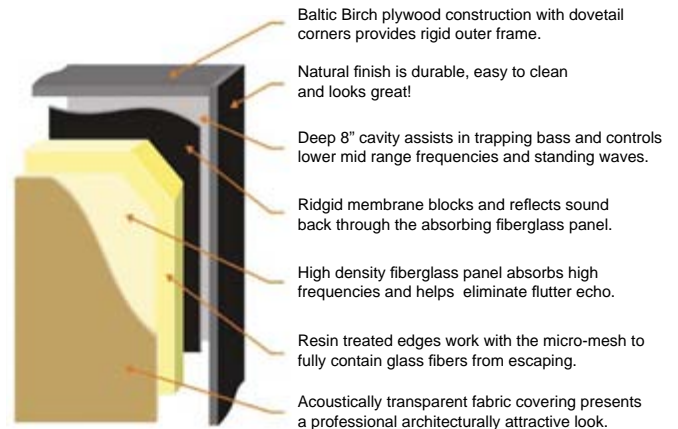 Baltic Birch plywood construction with dovetail
corners provides rigid outer frame.
Natural finish is durable, easy to clean
and looks great!
Deep 8” cavity assists in trapping bass and controls
lower mid range frequencies and standing waves.
Ridgid membrane blocks and reflects sound
back through the absorbing fiberglass panel.
High density fiberglass panel absorbs high
frequencies and helps eliminate flutter echo.
Resin treated edges work with the micro-mesh to
fully contain glass fibers from escaping.
Acoustically transparent fabric covering presents
a professional architecturally attractive look.